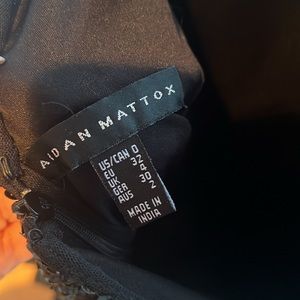 AIDAN MATTOX
US/CAN 0
EU 32
UK 4
GER 30
AUS 2
MADE IN
INDIA